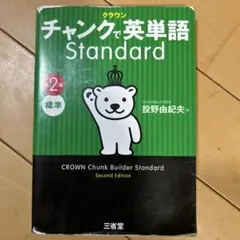 クラウン
チャンクで英単語
Standard
第2版
標準
投野由紀夫
CROWN Chunk Builder Standard
Second Edition
三省堂